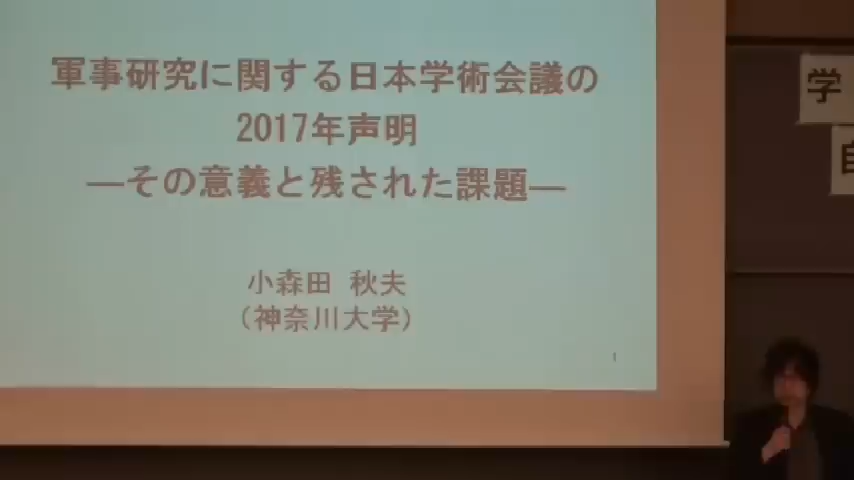 軍事研究に関する日本学術会議の
2017年声明
―その意義と残された課題―
小森田 秋夫
（神奈川大学）
1
学